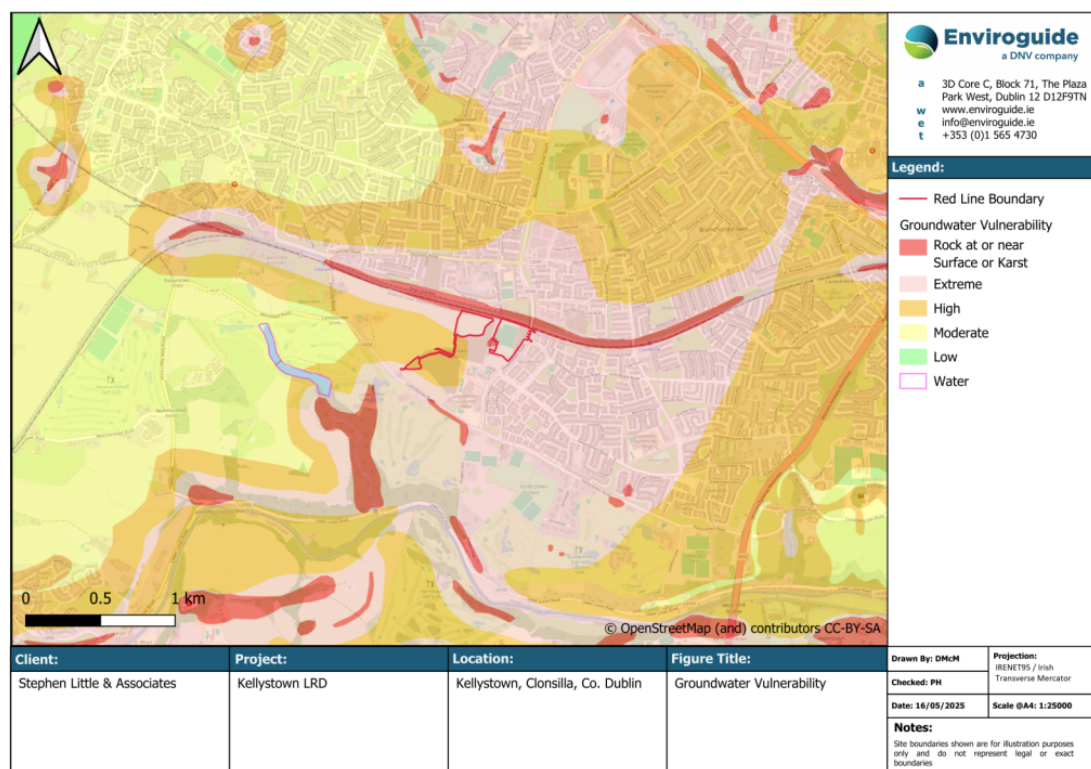 Enviroguide
a DNV company
a 3D Core C, Block 71, The Plaza
Park West, Dublin 12 D12F9TN
w www.enviroguide.ie
e info@enviroguide.ie
t +353 (0)1 565 4730
Legend:
Red Line Boundary
Groundwater Vulnerability
Rock at or near
Surface or Karst
Extreme
High
Moderate
Low
Water
0 0.5 1 km
© OpenStreetMap (and) contributors CC-BY-SA
Client:
Stephen Little & Associates
Project:
Kellystown LRD
Location:
Kellystown, Clonsilla, Co. Dublin
Figure Title:
Groundwater Vulnerability
Drawn By: DMcM
Checked: PH
Date: 16/05/2025
Projection:
IRENET95 / Irish
Transverse Mercator
Scale @A4: 1:25000
Notes:
Site boundaries shown are for illustration purposes
only and do not represent legal or exact
boundaries